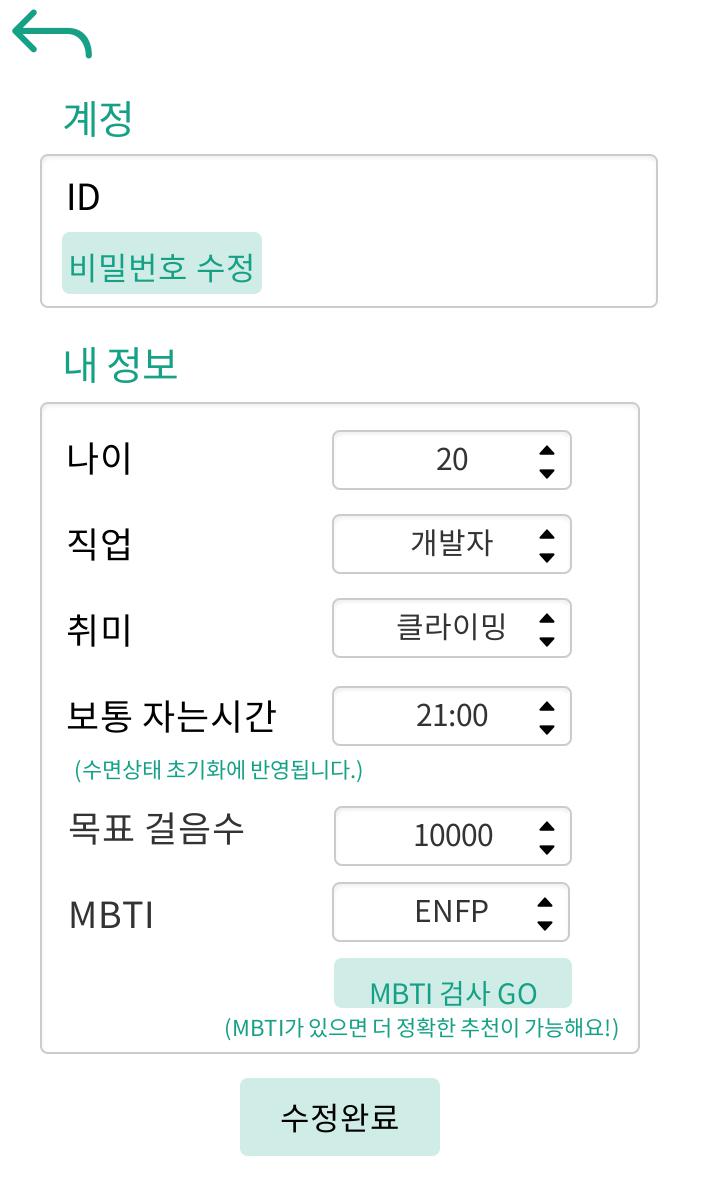 계정
ID
비밀번호 수정
내 정보
나이 20
직업 개발자
취미 클라이밍
보통 자는시간 21:00
(수면상태 초기화에 반영됩니다.)
목표 걸음수 10000
MBTI ENFP
MBTI 검사 GO
(MBTI가 있으면 더 정확한 추천이 가능해요!)
수정완료